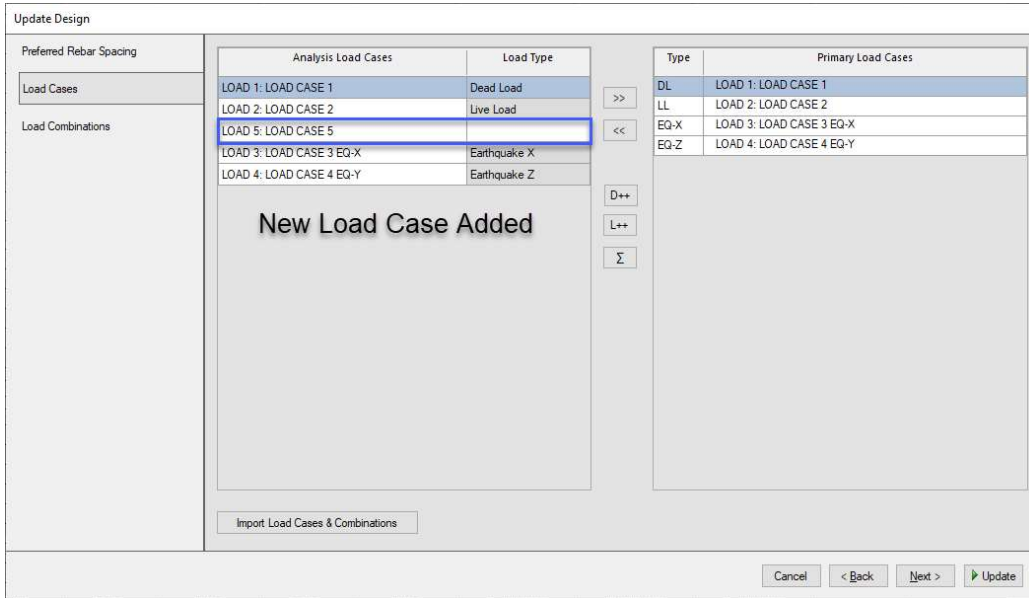 Update Design
Preferred Rebar Spacing
Load Cases
Load Combinations
Analysis Load Cases Load Type
LOAD 1: LOAD CASE 1 Dead Load
LOAD 2: LOAD CASE 2 Live Load
LOAD 5: LOAD CASE 5
LOAD 3: LOAD CASE 3 EQ-X Earthquake X
LOAD 4: LOAD CASE 4 EQ-Y Earthquake Z
New Load Case Added
>>
<<
D++
L++
Σ
Type Primary Load Cases
DL LOAD 1: LOAD CASE 1
LL LOAD 2: LOAD CASE 2
EQ-X LOAD 3: LOAD CASE 3 EQ-X
EQ-Z LOAD 4: LOAD CASE 4 EQ-Y
Import Load Cases & Combinations
Cancel < Back Next > Update